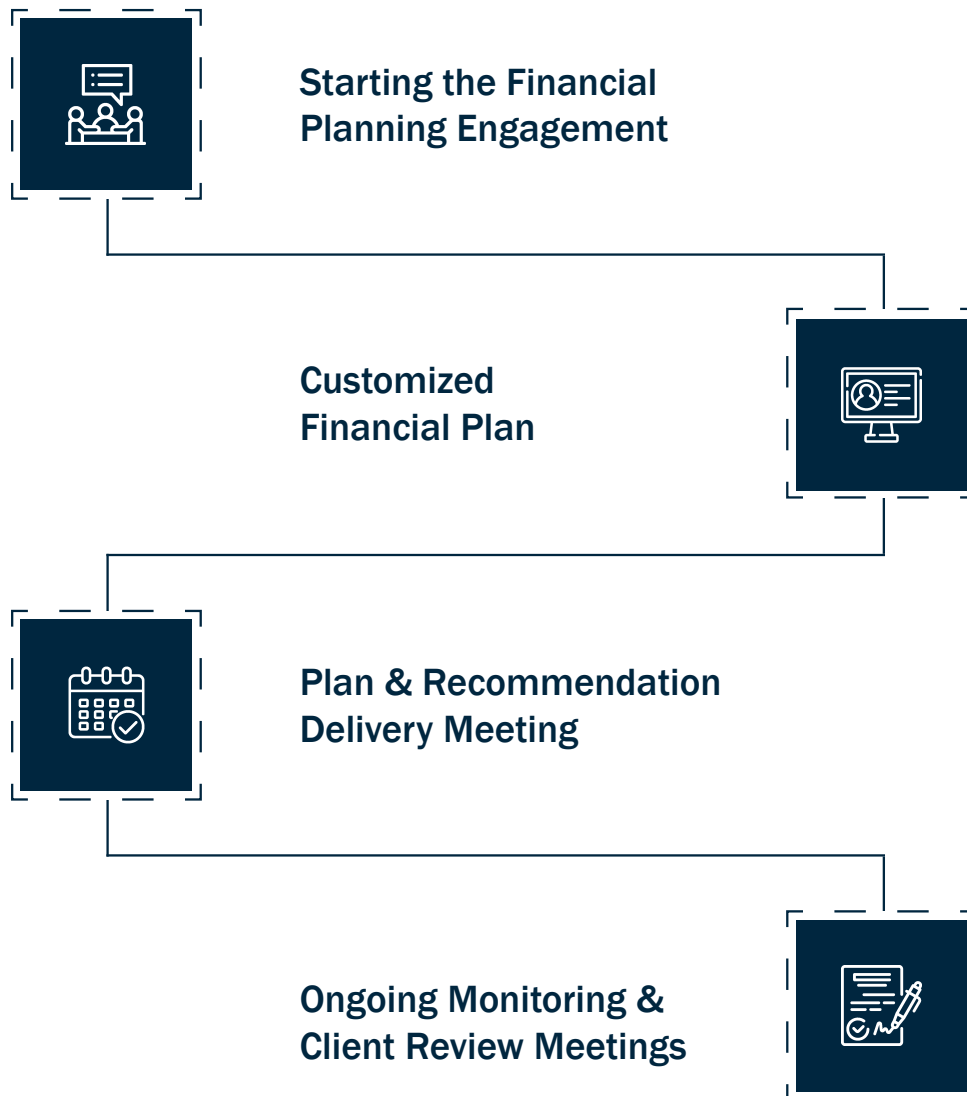 Starting the Financial
Planning Engagement
Customized
Financial Plan
Plan & Recommendation
Delivery Meeting
Ongoing Monitoring &
Client Review Meetings